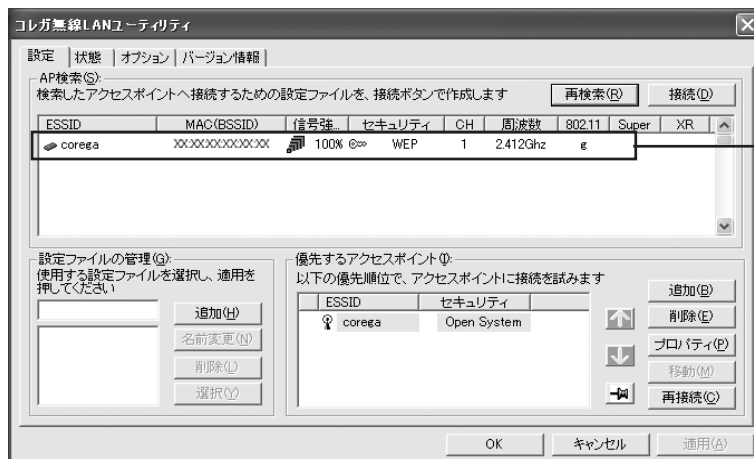 コレガ無線LANユーティリティ
設定 状態 オプション バージョン情報
AP検索(S):
検索したアクセスポイントへ接続するための設定ファイルを、接続ボタンで作成します 再検索(R) 接続(D)
ESSID MAC(BSSID) 信号強... セキュリティ CH 周波数 802.11 Super XR
corega XX:XX:XX:XX:XX:XX 100% WEP 1 2.412Ghz g
設定ファイルの管理(G):
使用する設定ファイルを選択し、適用を
押してください
追加(H)
名前変更(N)
削除(L)
選択(Y)
優先するアクセスポイント(I):
以下の優先順位で、アクセスポイントに接続を試みます
ESSID セキュリティ
corega Open System
追加(B)
削除(E)
プロパティ(P)
移動(M)
再接続(C)
OK キャンセル 適用(A)